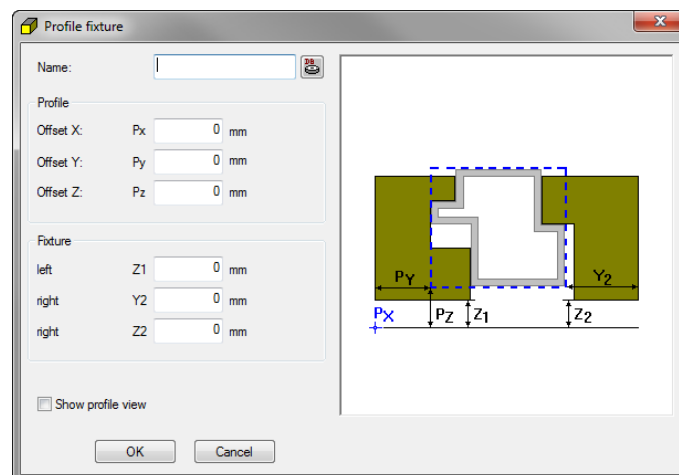 Profile fixture
Name:
DB
Profile
Offset X: Px 0 mm
Offset Y: Py 0 mm
Offset Z: Pz 0 mm
Fixture
left Z1 0 mm
right Y2 0 mm
right Z2 0 mm
Show profile view
OK Cancel
PY Y2
PX PZ Z1 Z2